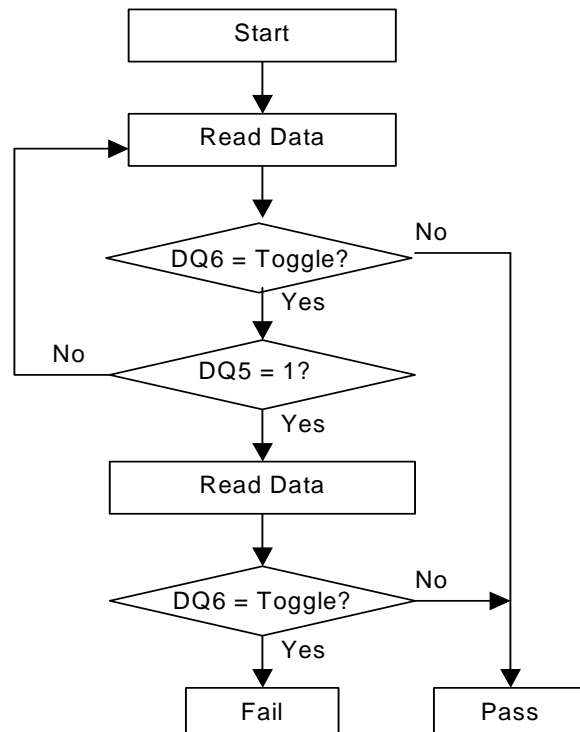 Start
Read Data
DQ6 = Toggle?
No
Yes
No
DQ5 = 1?
Yes
Read Data
DQ6 = Toggle?
No
Yes
Fail
Pass